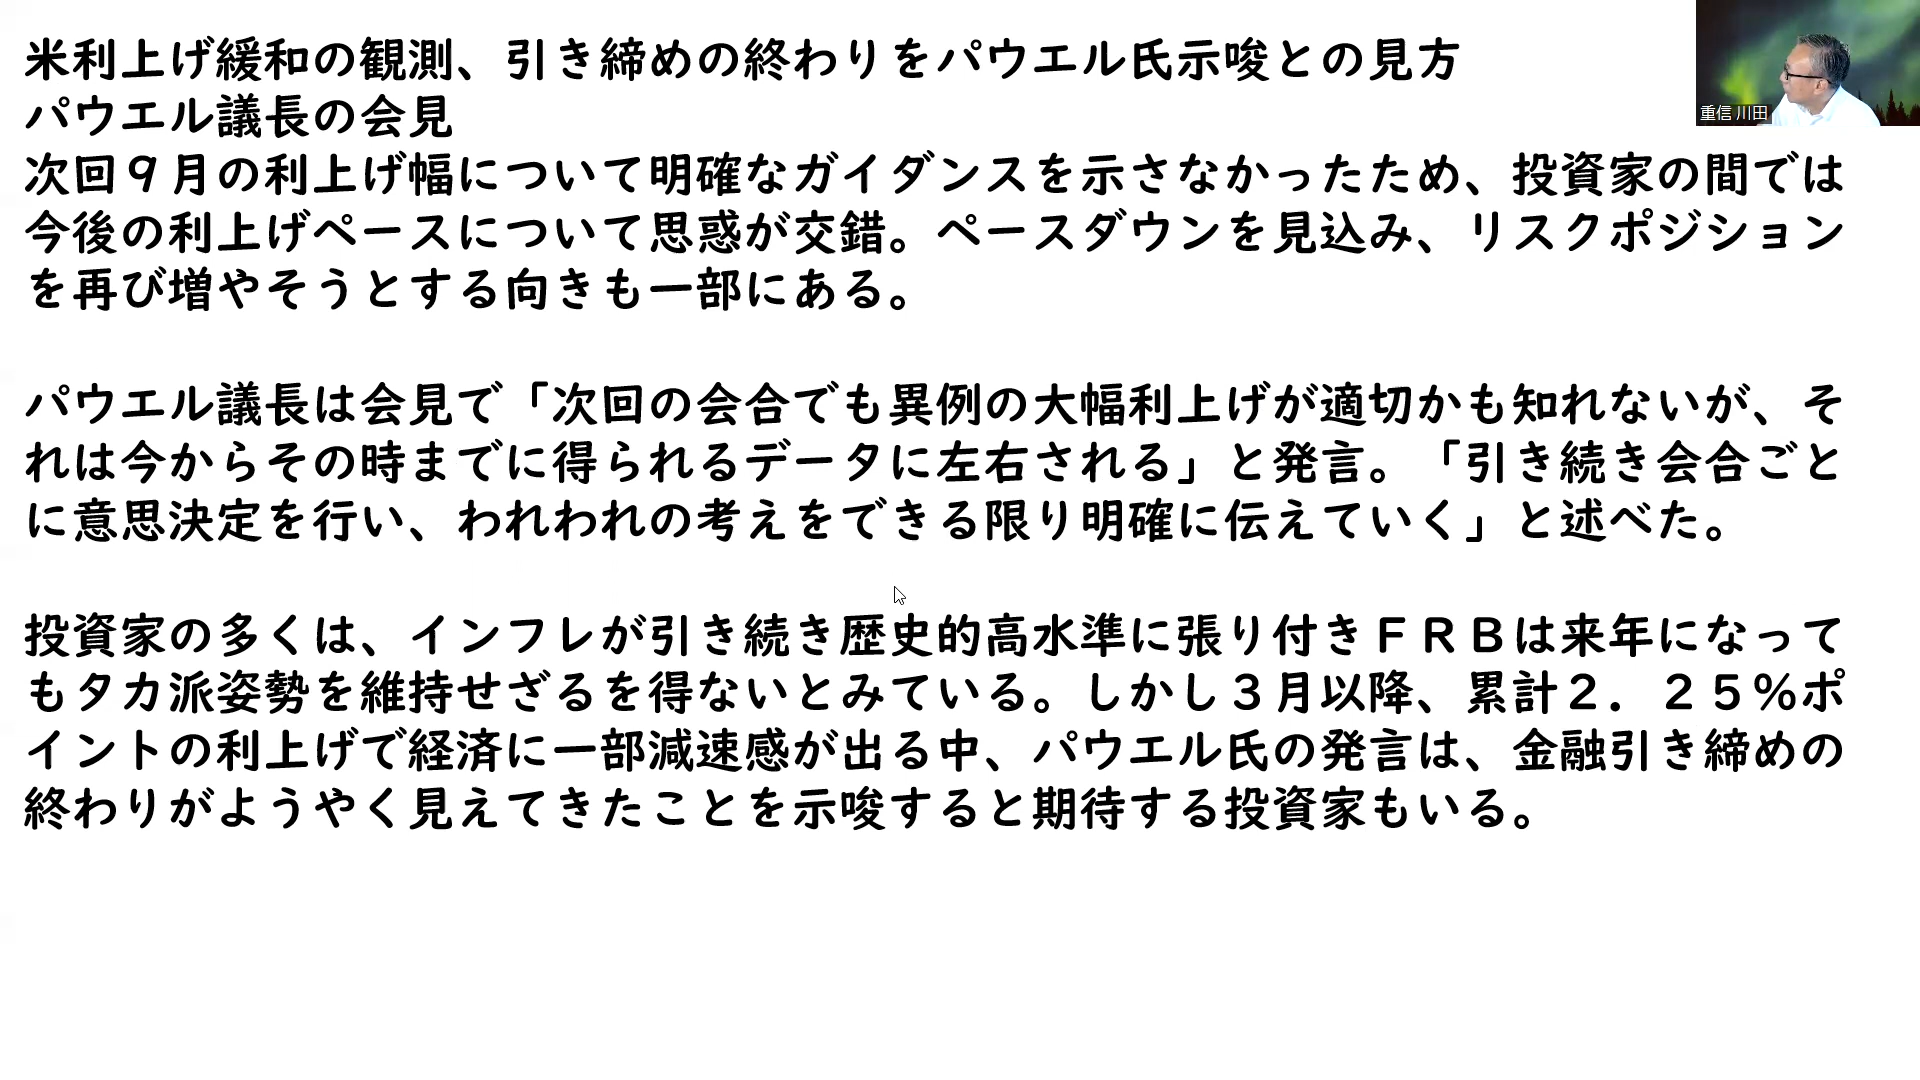 米利上げ緩和の観測、引き締めの終わりをパウエル氏示唆との見方
パウエル議長の会見
次回９月の利上げ幅について明確なガイダンスを示さなかったため、投資家の間では
今後の利上げペースについて思惑が交錯。ペースダウンを見込み、リスクポジション
を再び増やそうとする向きも一部にある。
パウエル議長は会見で「次回の会合でも異例の大幅利上げが適切かも知れないが、そ
れは今からその時までに得られるデータに左右される」と発言。「引き続き会合ごと
に意思決定を行い、われわれの考えをできる限り明確に伝えていく」と述べた。
投資家の多くは、インフレが引き続き歴史的高水準に張り付きＦＲＢは来年になって
もタカ派姿勢を維持せざるを得ないとみている。しかし３月以降、累計２．２５％ポ
イントの利上げで経済に一部減速感が出る中、パウエル氏の発言は、金融引き締めの
終わりがようやく見えてきたことを示唆すると期待する投資家もいる。
重信 川田